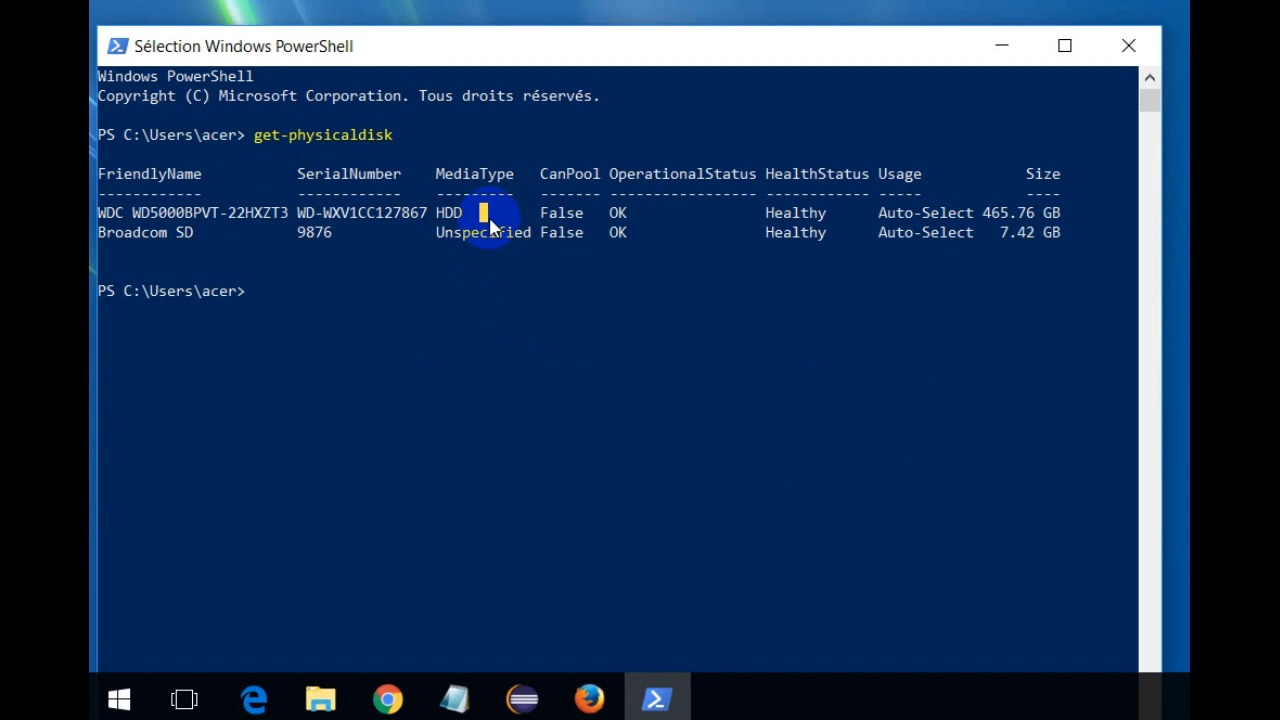 Sélection Windows PowerShell
Windows PowerShell
Copyright (C) Microsoft Corporation. Tous droits réservés.
PS C:\Users\acer> get-physicaldisk
FriendlyName SerialNumber MediaType CanPool OperationalStatus HealthStatus Usage Size
------------ ------------ --------- ------- ----------------- ------------ ----- ----
WDC WD5000BPVT-22HXZT3 WD-WXV1CC127867 HDD False OK Healthy Auto-Select 465.76 GB
Broadcom SD 9876 Unspecified False OK Healthy Auto-Select 7.42 GB
PS C:\Users\acer>